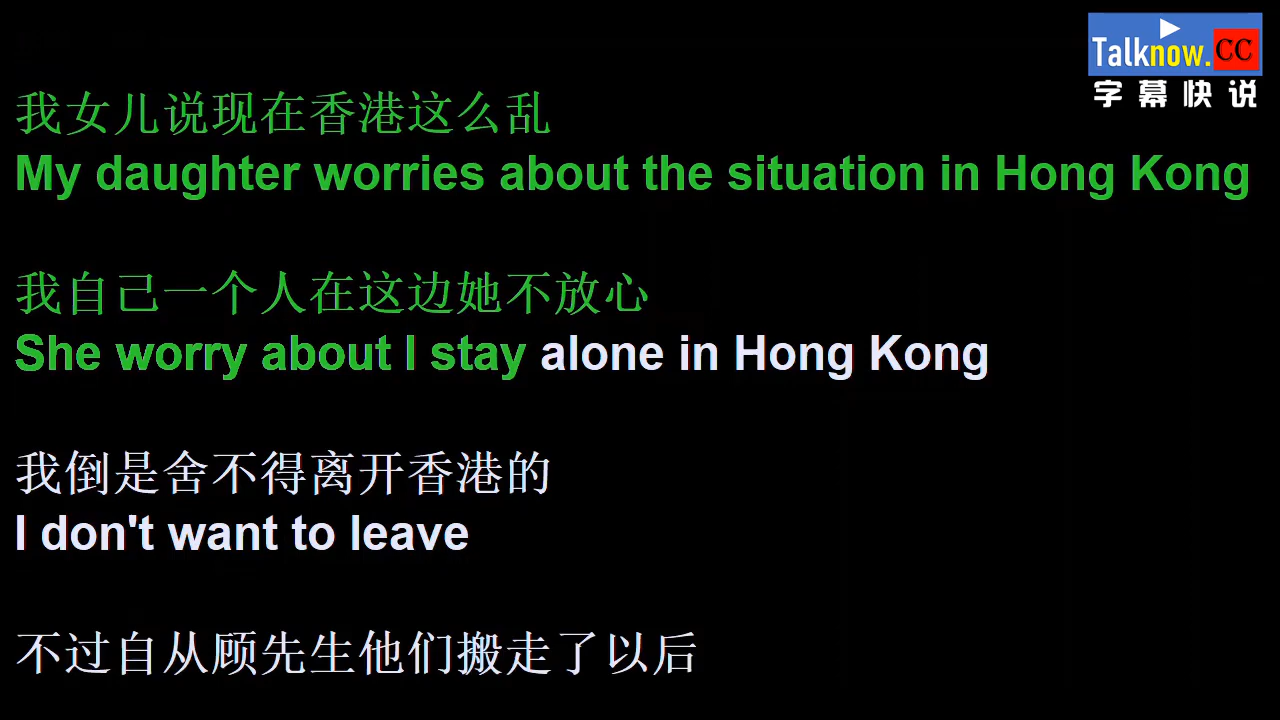 Talknow.CC
字幕快说
我女儿说现在香港这么乱
My daughter worries about the situation in Hong Kong
我自己一个人在这边她不放心
She worry about I stay alone in Hong Kong
我倒是舍不得离开香港的
I don't want to leave
不过自从顾先生他们搬走了以后